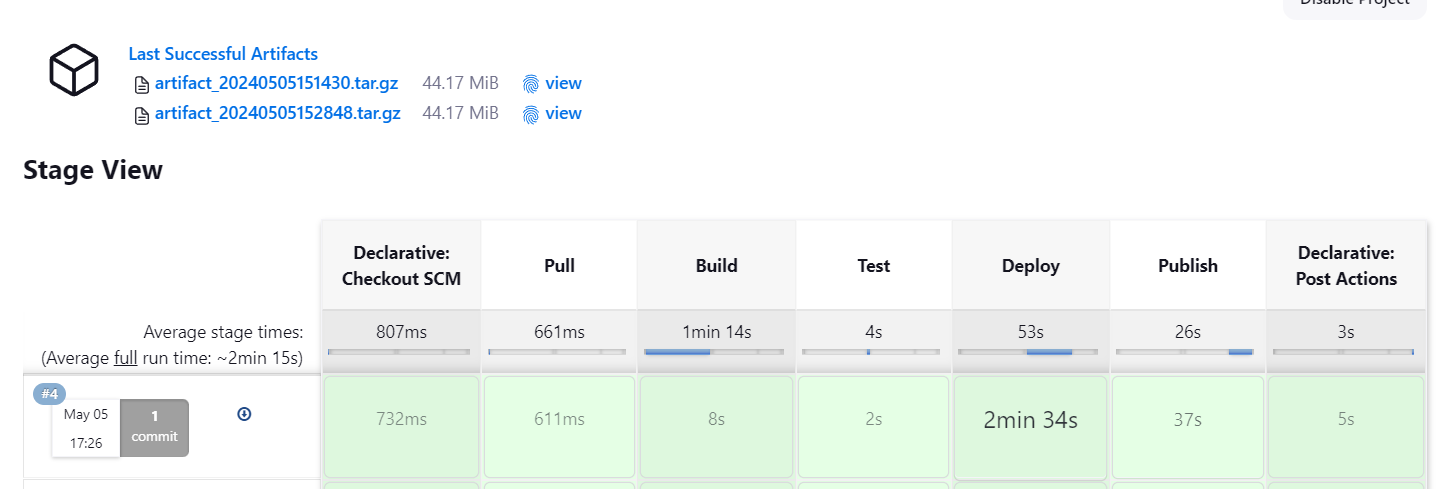 Disable Project
Last Successful Artifacts
artifact_20240505151430.tar.gz 44.17 MiB view
artifact_20240505152848.tar.gz 44.17 MiB view
Stage View
Declarative:
Checkout SCM
Pull
Build
Test
Deploy
Publish
Declarative:
Post Actions
Average stage times:
807ms 661ms 1min 14s 4s 53s 26s 3s
(Average full run time: ~2min 15s)
#4
May 05
17:26
1
commit
732ms 611ms 8s 2s 2min 34s 37s 5s